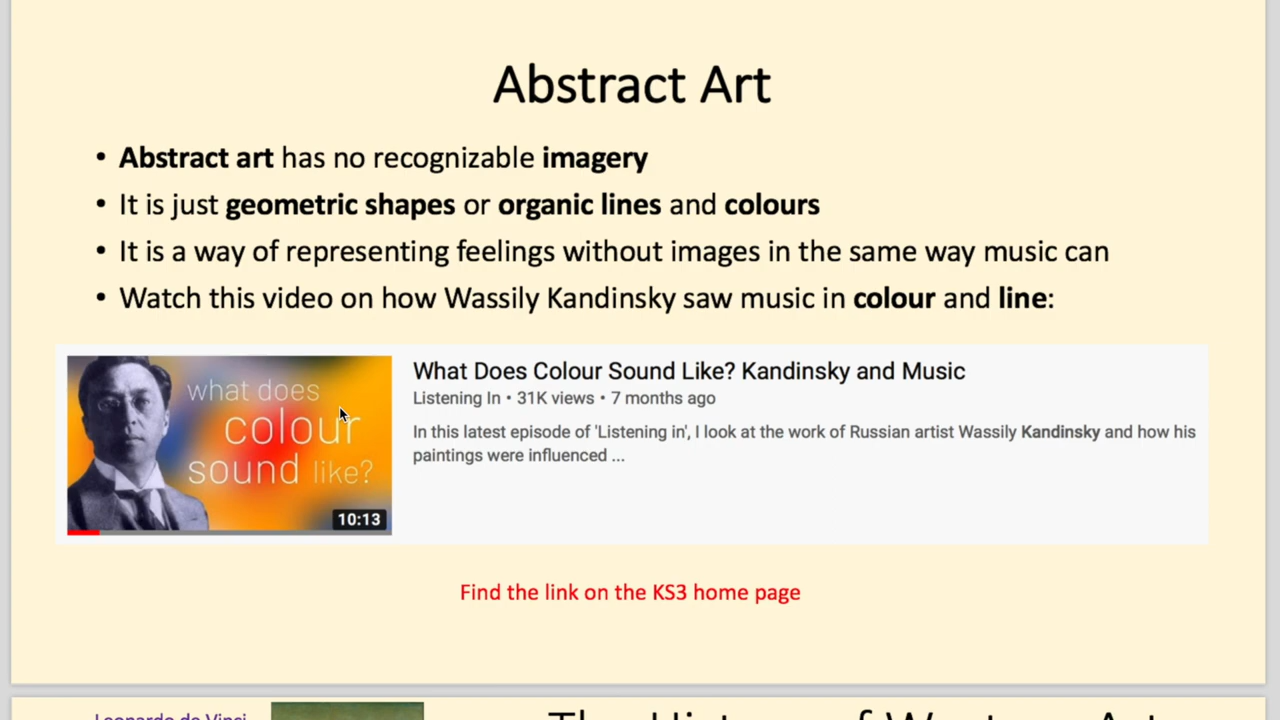 Abstract Art
• Abstract art has no recognizable imagery
• It is just geometric shapes or organic lines and colours
• It is a way of representing feelings without images in the same way music can
• Watch this video on how Wassily Kandinsky saw music in colour and line:
what does
colour
sound like?
10:13
What Does Colour Sound Like? Kandinsky and Music
Listening In • 31K views • 7 months ago
In this latest episode of 'Listening in', I look at the work of Russian artist Wassily Kandinsky and how his
paintings were influenced ...
Find the link on the KS3 home page
Leonardo da Vinci
The History of Western Art